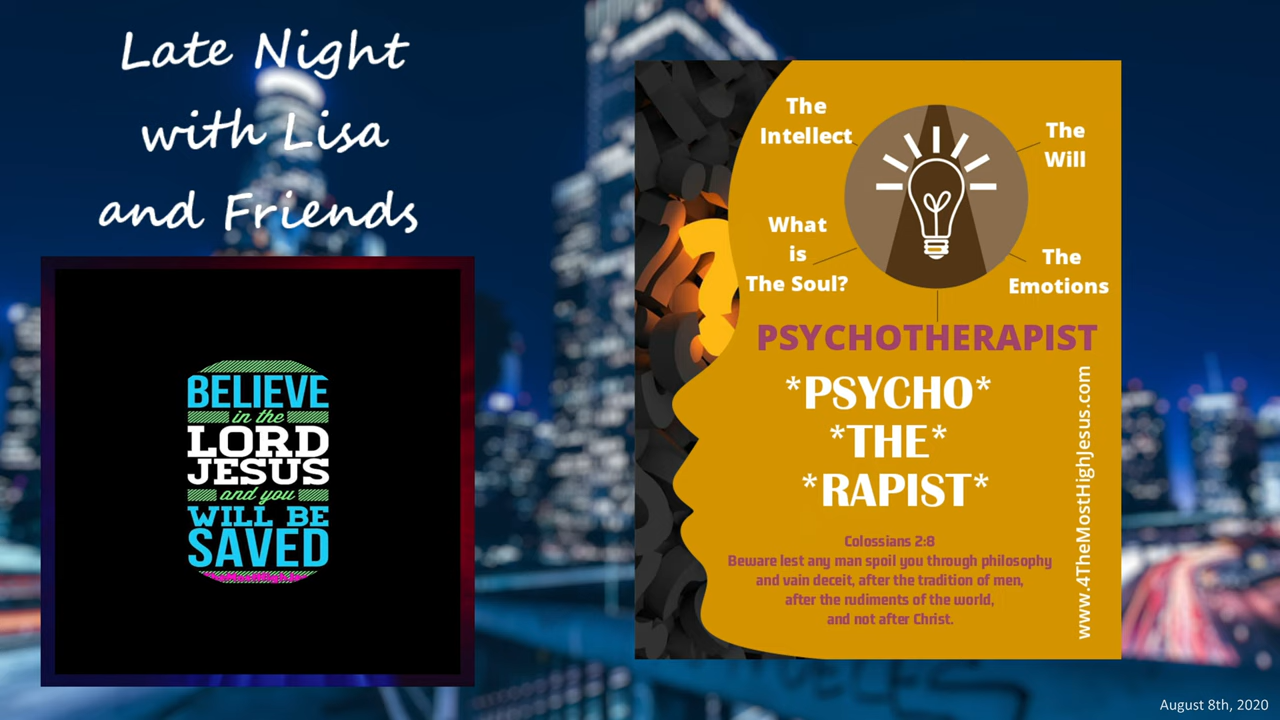 Late Night
with Lisa
and Friends
BELIEVE
in the
LORD
JESUS
and you
WILL BE
SAVED
The
Intellect
The
Will
What
is
The Soul?
The
Emotions
PSYCHOTHERAPIST
*PSYCHO*
*THE*
*RAPIST*
Colossians 2:8
Beware lest any man spoil you through philosophy
and vain deceit, after the tradition of men,
after the rudiments of the world,
and not after Christ.
www.4TheMostHighJesus.com
August 8th, 2020